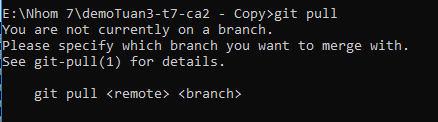 E:\Nhom 7\demoTuan3-t7-ca2 - Copy>git pull
You are not currently on a branch.
Please specify which branch you want to merge with.
See git-pull(1) for details.
git pull <remote> <branch>